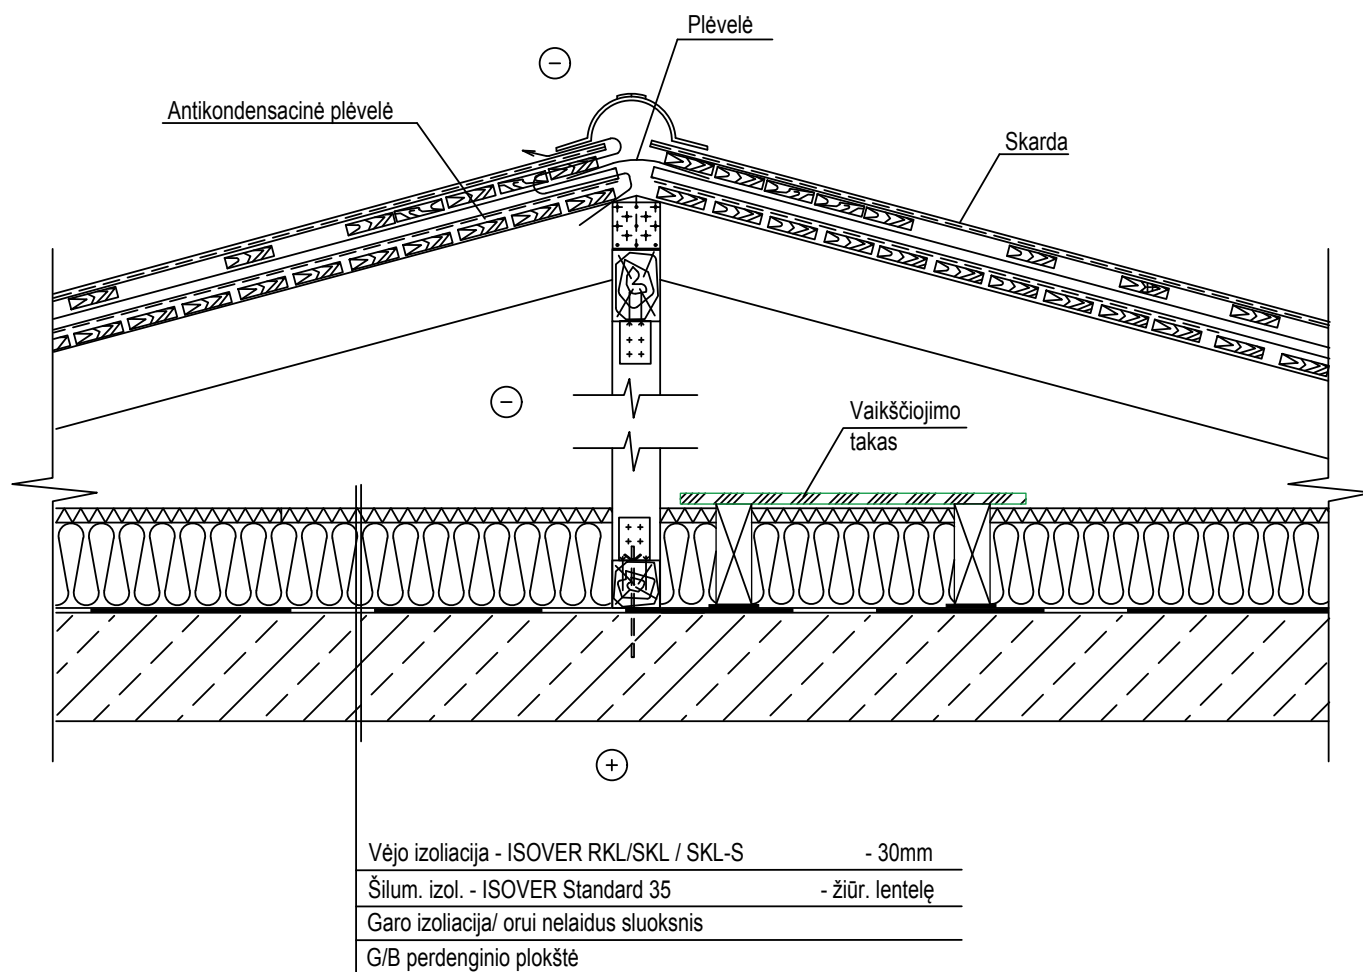 Plėvelė
Antikondensacinė plėvelė
Skarda
Vaikščiojimo
takas
Vėjo izoliacija - ISOVER RKL/SKL / SKL-S - 30mm
Šilum. izol. - ISOVER Standard 35 - žiūr. lentelę
Garo izoliacija/ orui nelaidus sluoksnis
G/B perdenginio plokštė